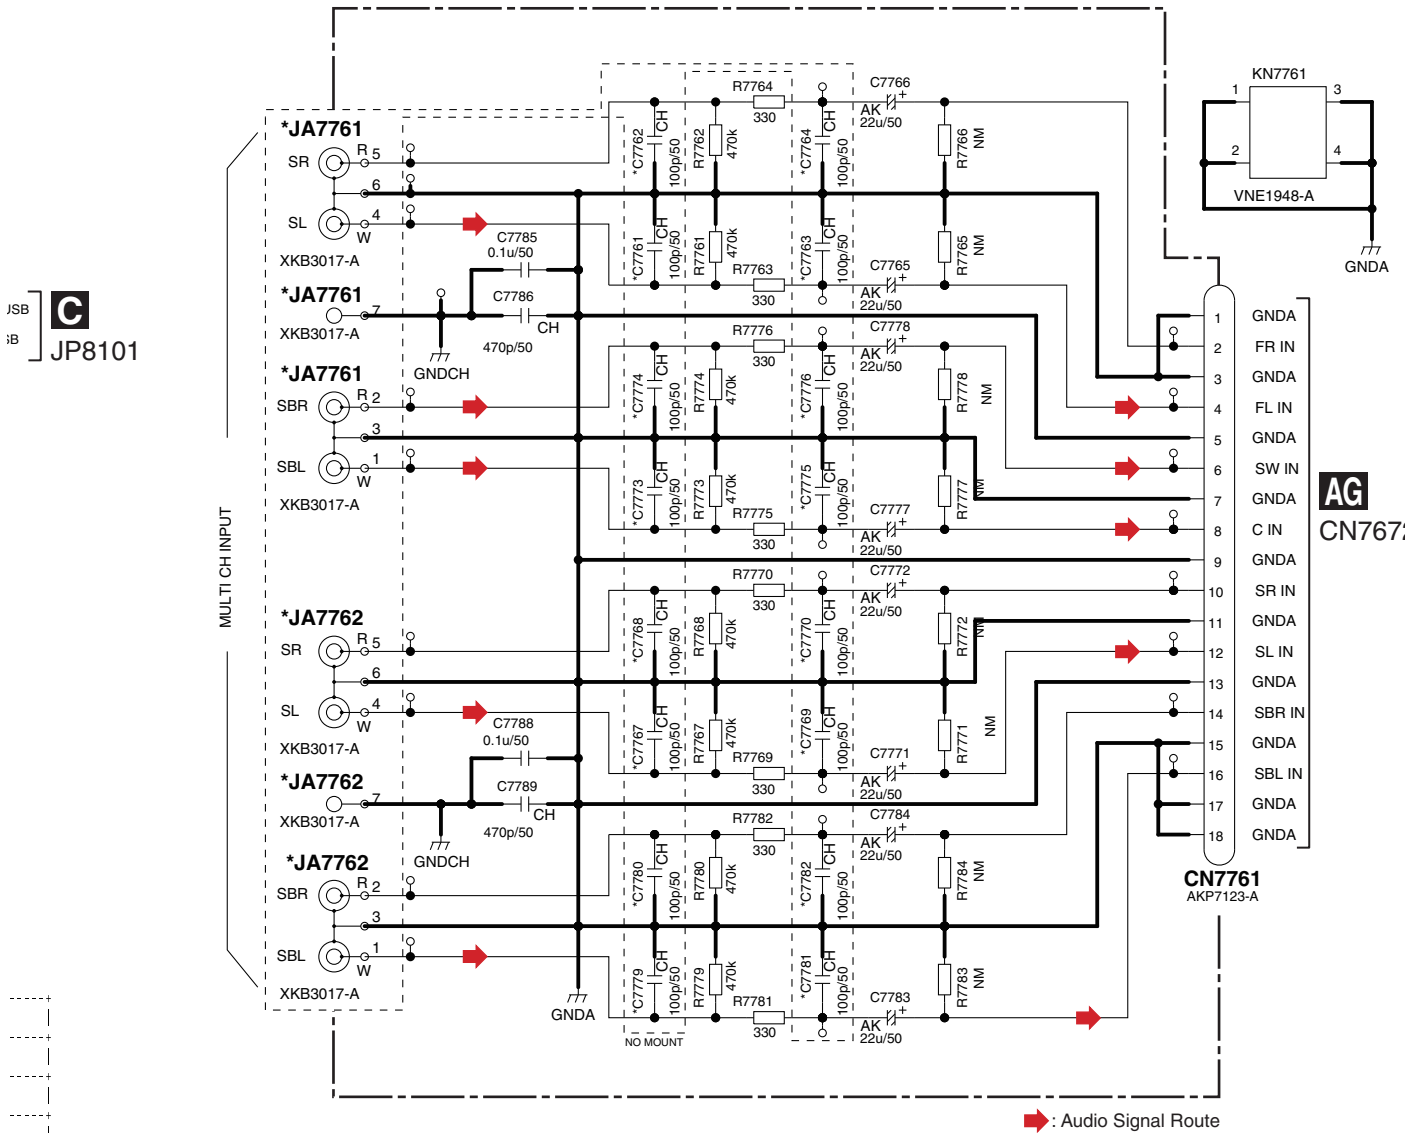 KN7761
1
3
2
4
VNE1948-A
GNDA
C
JP8101
MULTI CH INPUT
*JA7761
SR
R 5
6
SL
4
W
XKB3017-A
*JA7761
7
XKB3017-A
*JA7761
SBR
R 2
3
SBL
1
W
XKB3017-A
*JA7762
SR
R 5
6
SL
4
W
XKB3017-A
*JA7762
7
XKB3017-A
*JA7762
SBR
R 2
3
SBL
1
W
XKB3017-A
C7785
0.1u/50
C7786
CH
470p/50
GNDCH
C7788
0.1u/50
C7789
CH
470p/50
GNDCH
GNDA
*C7762
CH
100p/50
R7762
470k
R7764
330
*C7764
CH
100p/50
C7766
+
AK
22u/50
R7766
NM
*C7761
CH
100p/50
R7761
470k
R7763
330
*C7763
CH
100p/50
C7765
+
AK
22u/50
R7765
NM
*C7774
CH
100p/50
R7774
470k
R7776
330
*C7776
CH
100p/50
C7778
+
AK
22u/50
R7778
NM
*C7773
CH
100p/50
R7773
470k
R7775
330
*C7775
CH
100p/50
C7777
+
AK
22u/50
R7777
NM
*C7768
CH
100p/50
R7768
470k
R7770
330
*C7770
CH
100p/50
C7772
+
AK
22u/50
R7772
NM
*C7767
CH
100p/50
R7767
470k
R7769
330
*C7769
CH
100p/50
C7771
+
AK
22u/50
R7771
NM
*C7780
CH
100p/50
R7780
470k
R7782
330
*C7782
CH
100p/50
C7784
+
AK
22u/50
R7784
NM
*C7779
CH
100p/50
R7779
470k
R7781
330
*C7781
CH
100p/50
C7783
+
AK
22u/50
R7783
NM
NO MOUNT
1 GNDA
2 FR IN
3 GNDA
4 FL IN
5 GNDA
6 SW IN
7 GNDA
8 C IN
9 GNDA
10 SR IN
11 GNDA
12 SL IN
13 GNDA
14 SBR IN
15 GNDA
16 SBL IN
17 GNDA
18 GNDA
CN7761
AKP7123-A
AG
: Audio Signal Route